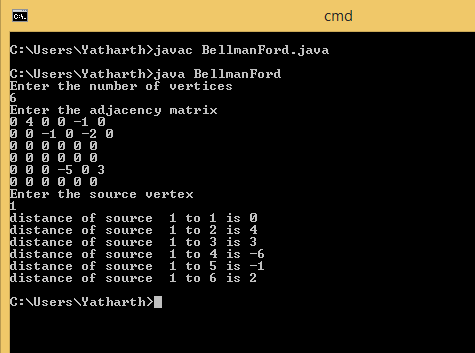 cmd
C:\.
C:\Users\Yatharth>javac BellmanFord.java
C:\Users\Yatharth>java BellmanFord
Enter the number of vertices
6
Enter the adjacency matrix
0 4 0 0 -1 0
0 0 -1 0 -2 0
0 0 0 0 0 0
0 0 0 0 0 0
0 0 0 -5 0 3
0 0 0 0 0 0
Enter the source vertex
1
distance of source  1 to 1 is 0
distance of source  1 to 2 is 4
distance of source  1 to 3 is 3
distance of source  1 to 4 is -6
distance of source  1 to 5 is -1
distance of source  1 to 6 is 2
C:\Users\Yatharth>